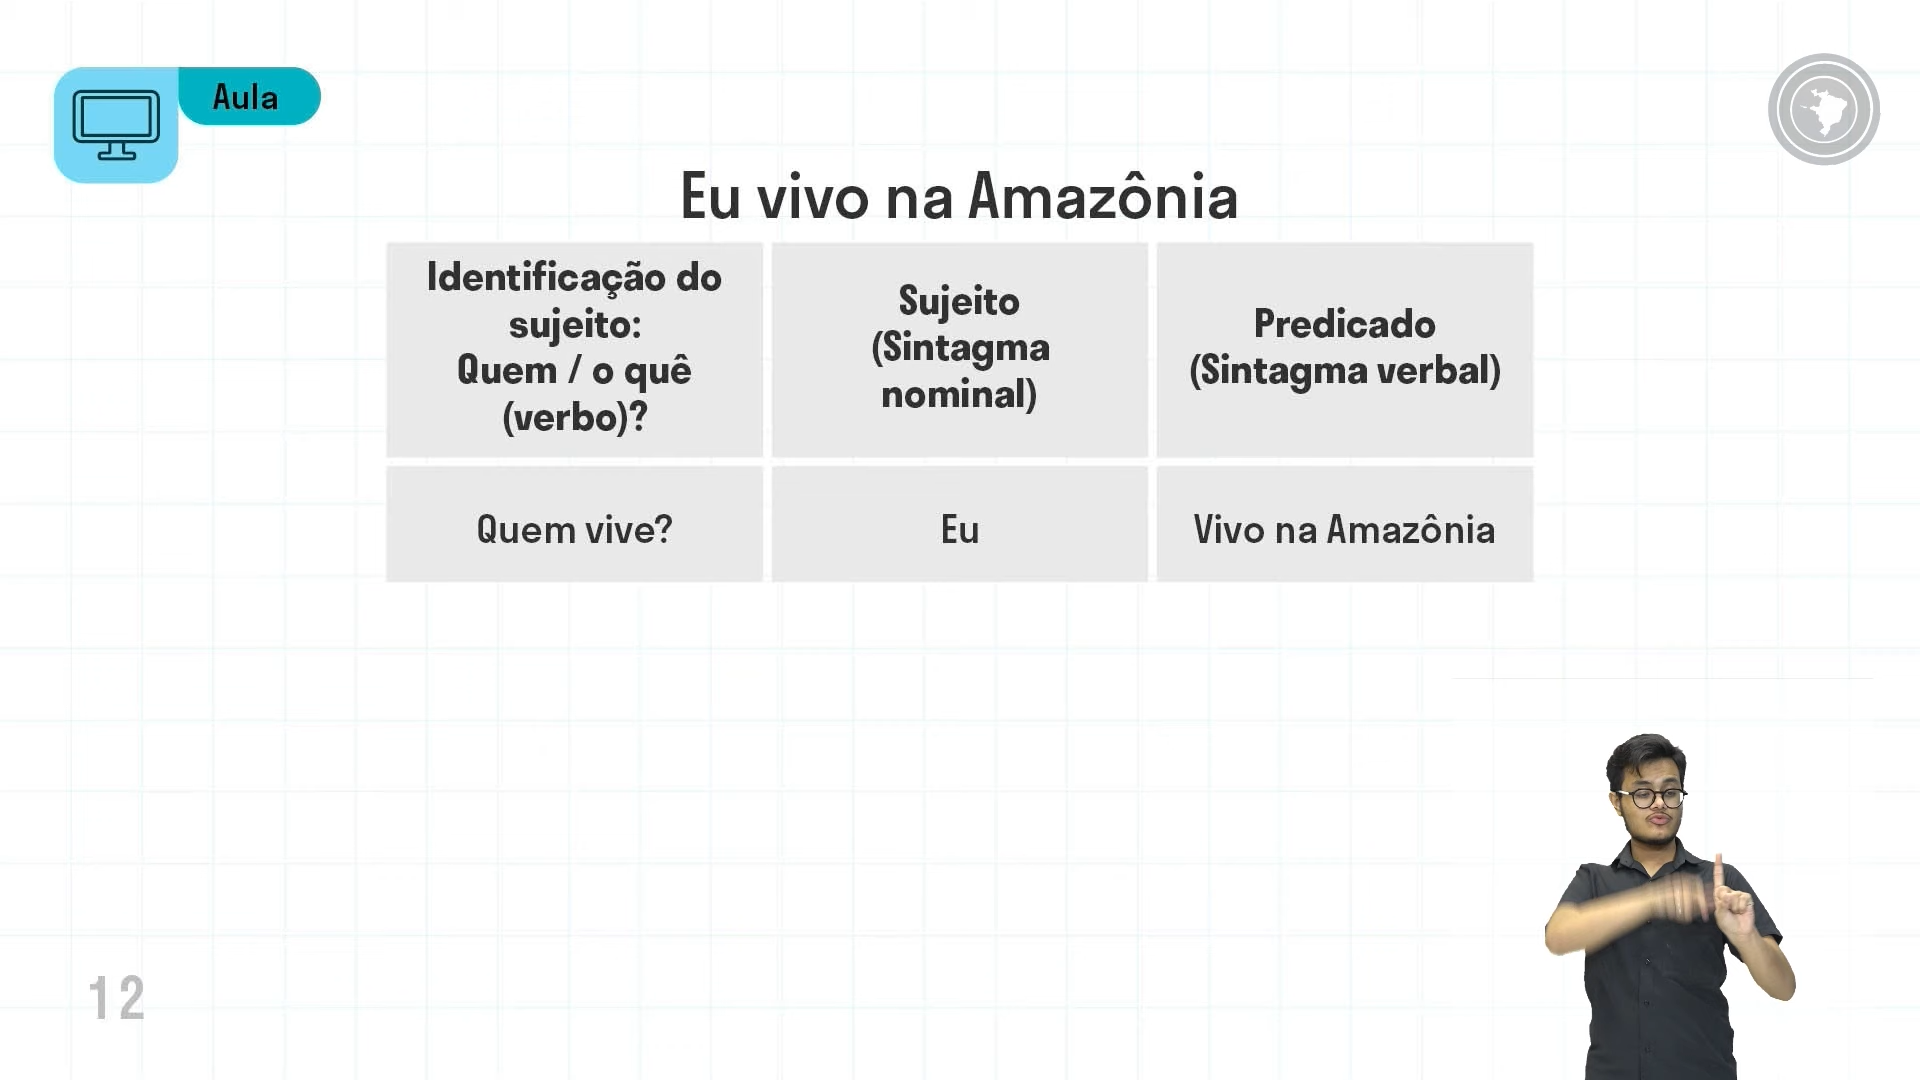 Aula
Eu vivo na Amazônia
Identificação do
sujeito:
Quem / o quê
(verbo)?
Sujeito
(Sintagma
nominal)
Predicado
(Sintagma verbal)
Quem vive?
Eu
Vivo na Amazônia
12